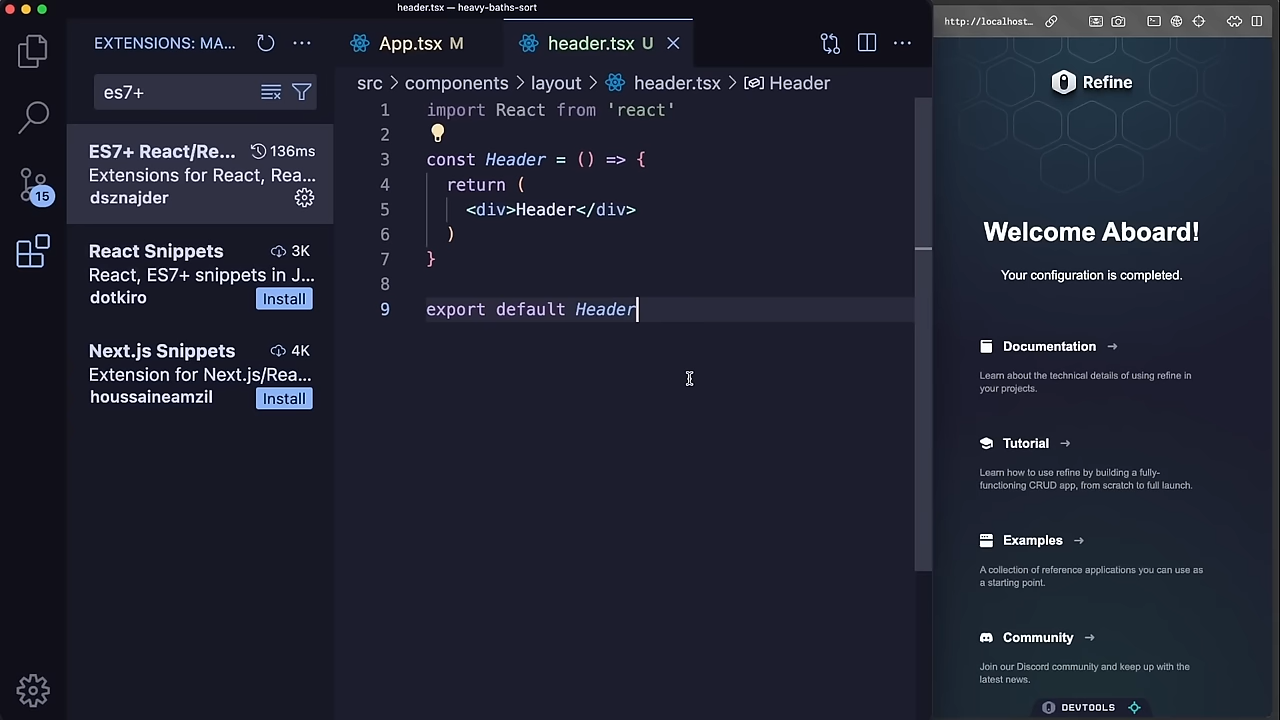 header.tsx — heavy-baths-sort
EXTENSIONS: MA...
es7+
ES7+ React/Re... 136ms
Extensions for React, Rea...
dsznajder
React Snippets 3K
React, ES7+ snippets in J...
dotkiro Install
Next.js Snippets 4K
Extension for Next.js/Rea...
houssaineamzil Install
15
App.tsx M
header.tsx U
src > components > layout > header.tsx > Header
1 import React from 'react'
2
3 const Header = () => {
4 return (
5 <div>Header</div>
6 )
7 }
8
9 export default Header
http://localhost...
Refine
Welcome Aboard!
Your configuration is completed.
Documentation →
Learn about the technical details of using refine in
your projects.
Tutorial →
Learn how to use refine by building a fully-
functioning CRUD app, from scratch to full launch.
Examples →
A collection of reference applications you can use as
a starting point.
Community →
Join our Discord community and keep up with the
latest news.
DEVTOOLS